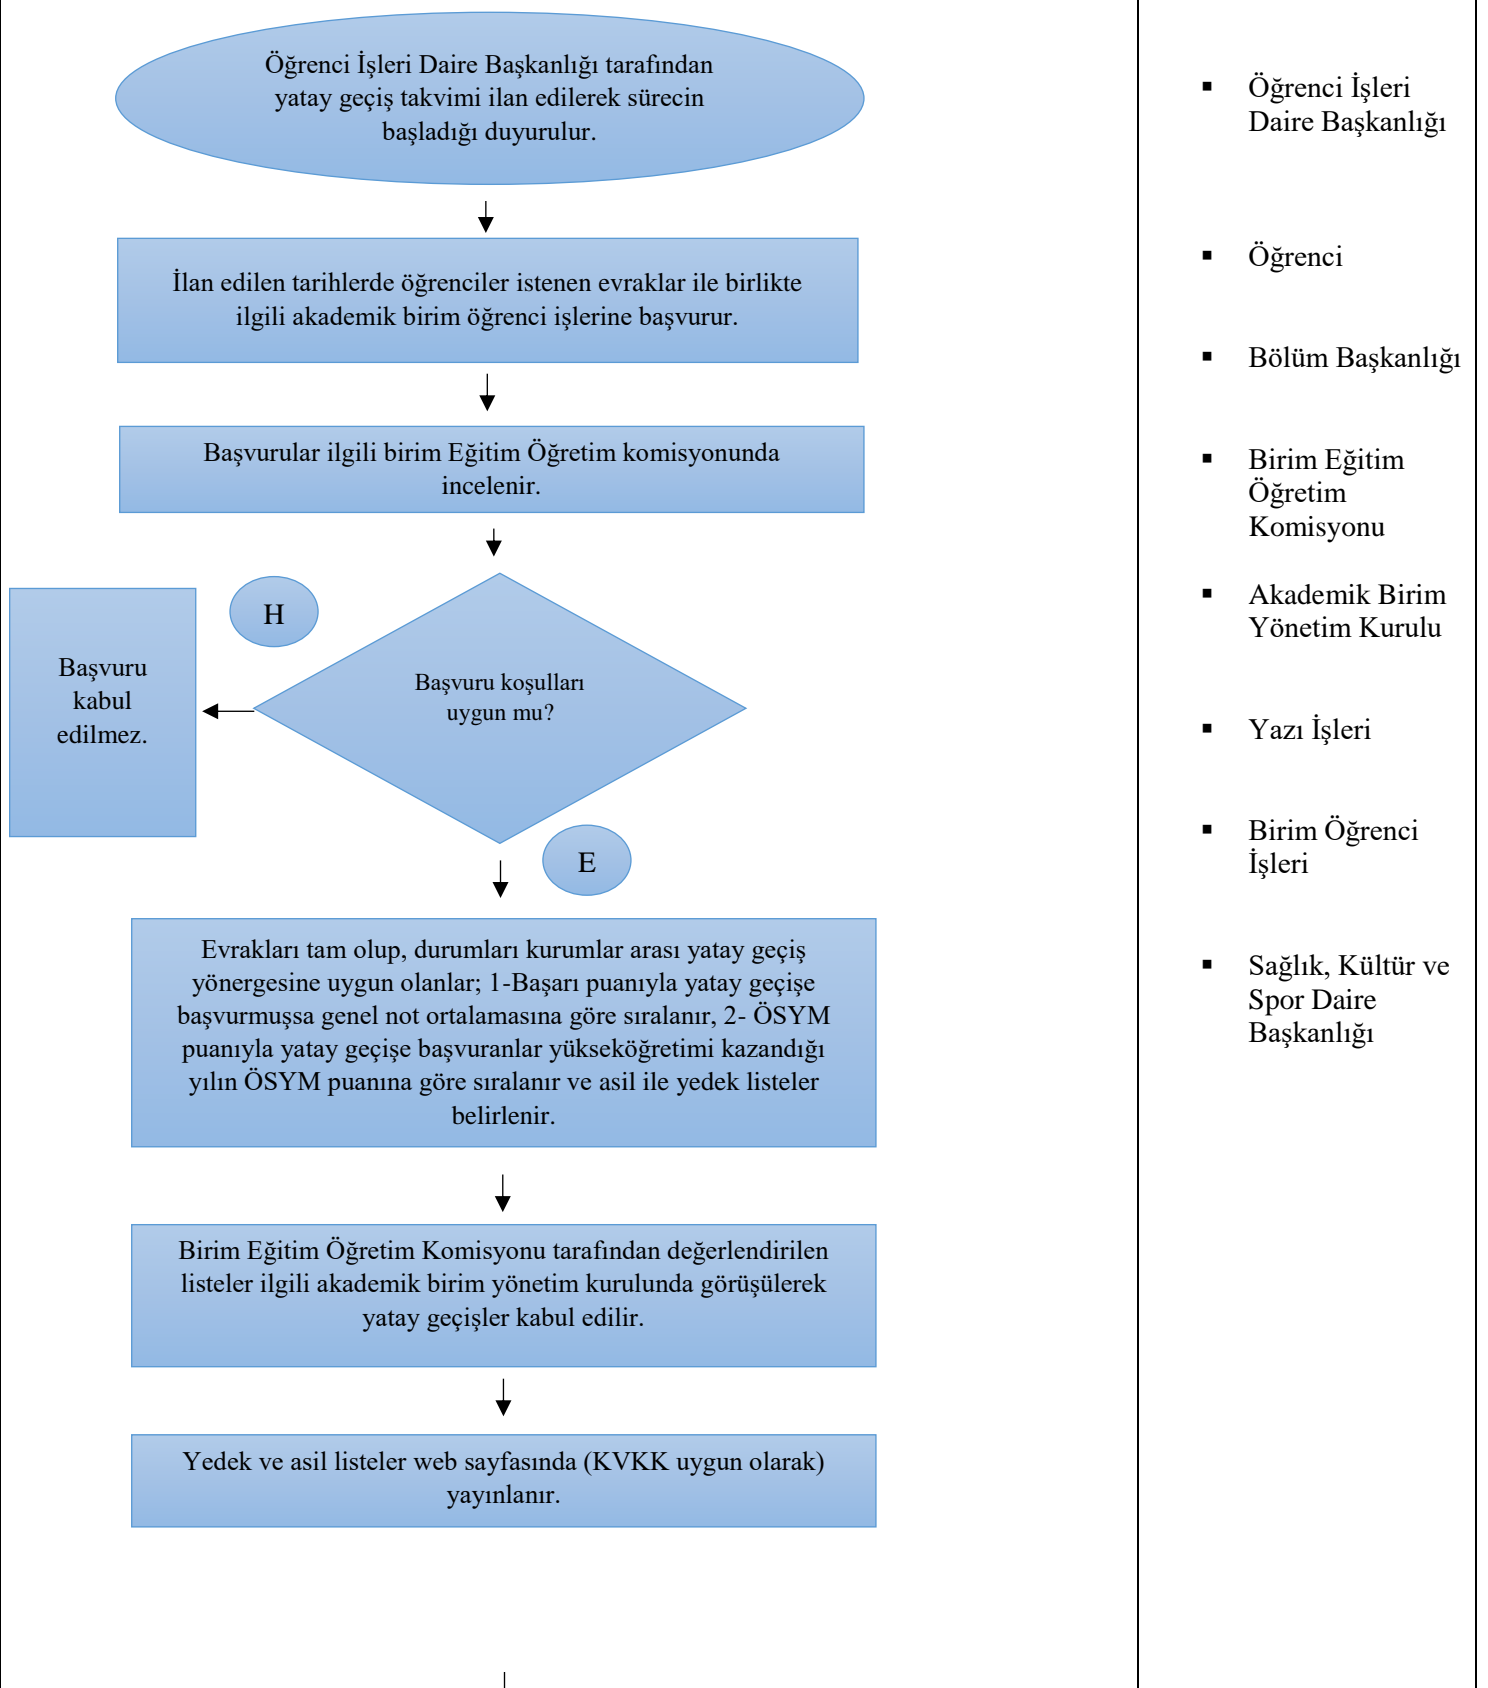 Öğrenci İşleri Daire Başkanlığı tarafından
yatay geçiş takvimi ilan edilerek sürecin
başladığı duyurulur.
İlan edilen tarihlerde öğrenciler istenen evraklar ile birlikte
ilgili akademik birim öğrenci işlerine başvurur.
Başvurular ilgili birim Eğitim Öğretim komisyonunda
incelenir.
H
Başvuru
kabul
edilmez.
Başvuru koşulları
uygun mu?
E
Evrakları tam olup, durumları kurumlar arası yatay geçiş
yönergesine uygun olanlar; 1-Başarı puanıyla yatay geçişe
başvurmuşsa genel not ortalamasına göre sıralanır, 2- ÖSYM
puanıyla yatay geçişe başvuranlar yükseköğretimi kazandığı
yılın ÖSYM puanına göre sıralanır ve asil ile yedek listeler
belirlenir.
Birim Eğitim Öğretim Komisyonu tarafından değerlendirilen
listeler ilgili akademik birim yönetim kurulunda görüşülerek
yatay geçişler kabul edilir.
Yedek ve asil listeler web sayfasında (KVKK uygun olarak)
yayınlanır.
▪ Öğrenci İşleri
Daire Başkanlığı
▪ Öğrenci
▪ Bölüm Başkanlığı
▪ Birim Eğitim
Öğretim
Komisyonu
▪ Akademik Birim
Yönetim Kurulu
▪ Yazı İşleri
▪ Birim Öğrenci
İşleri
▪ Sağlık, Kültür ve
Spor Daire
Başkanlığı